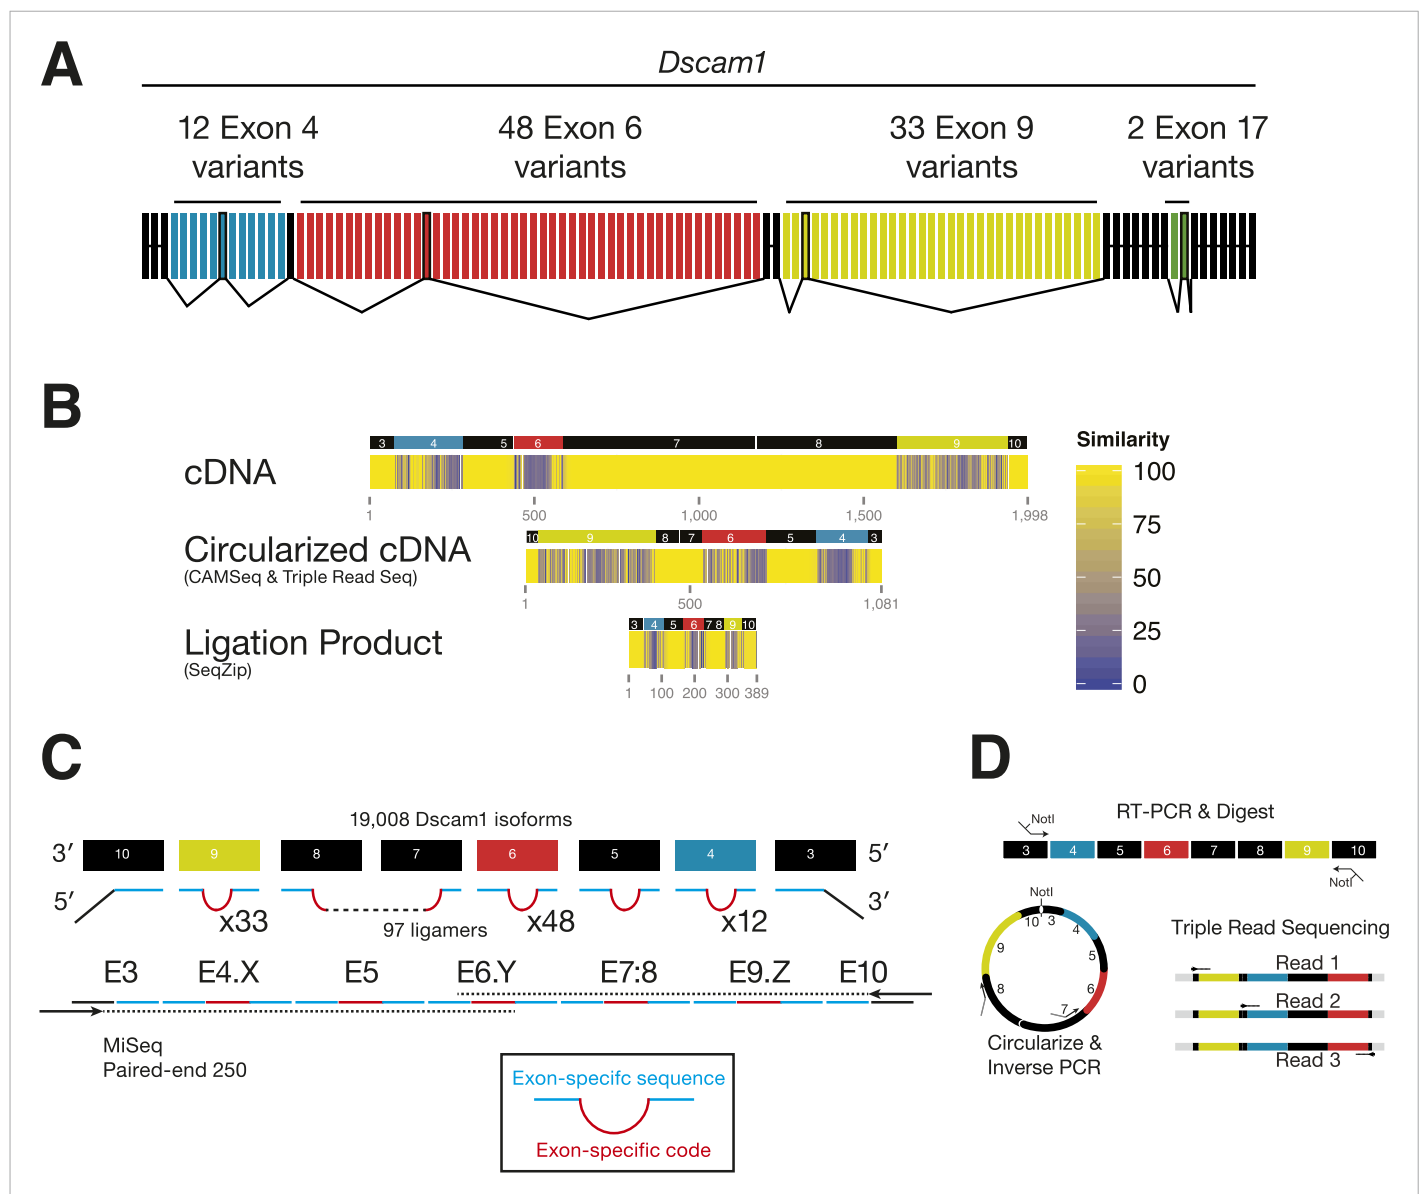 A
Dscam1
12 Exon 4
variants
48 Exon 6
variants
33 Exon 9
variants
2 Exon 17
variants
B
cDNA
3 4 5 6 7 8 9 10
1 500 1,000 1,500 1,998
Circularized cDNA
(CAMSeq & Triple Read Seq)
10 9 8 7 6 5 4 3
1 500 1,081
Ligation Product
(SeqZip)
3 4 5 6 7 8 9 10
1 100 200 300 389
Similarity
100
75
50
25
0
C
19,008 Dscam1 isoforms
3′ 10 9 8 7 6 5 4 3 5′
5′ 3′
x33 x48 x12
97 ligamers
E3 E4.X E5 E6.Y E7:8 E9.Z E10
MiSeq
Paired-end 250
Exon-specifc sequence
Exon-specific code
D
RT-PCR & Digest
NotI
3 4 5 6 7 8 9 10
NotI
NotI
10 3 4 5 6 7 8 9
Circularize &
Inverse PCR
Triple Read Sequencing
Read 1
Read 2
Read 3